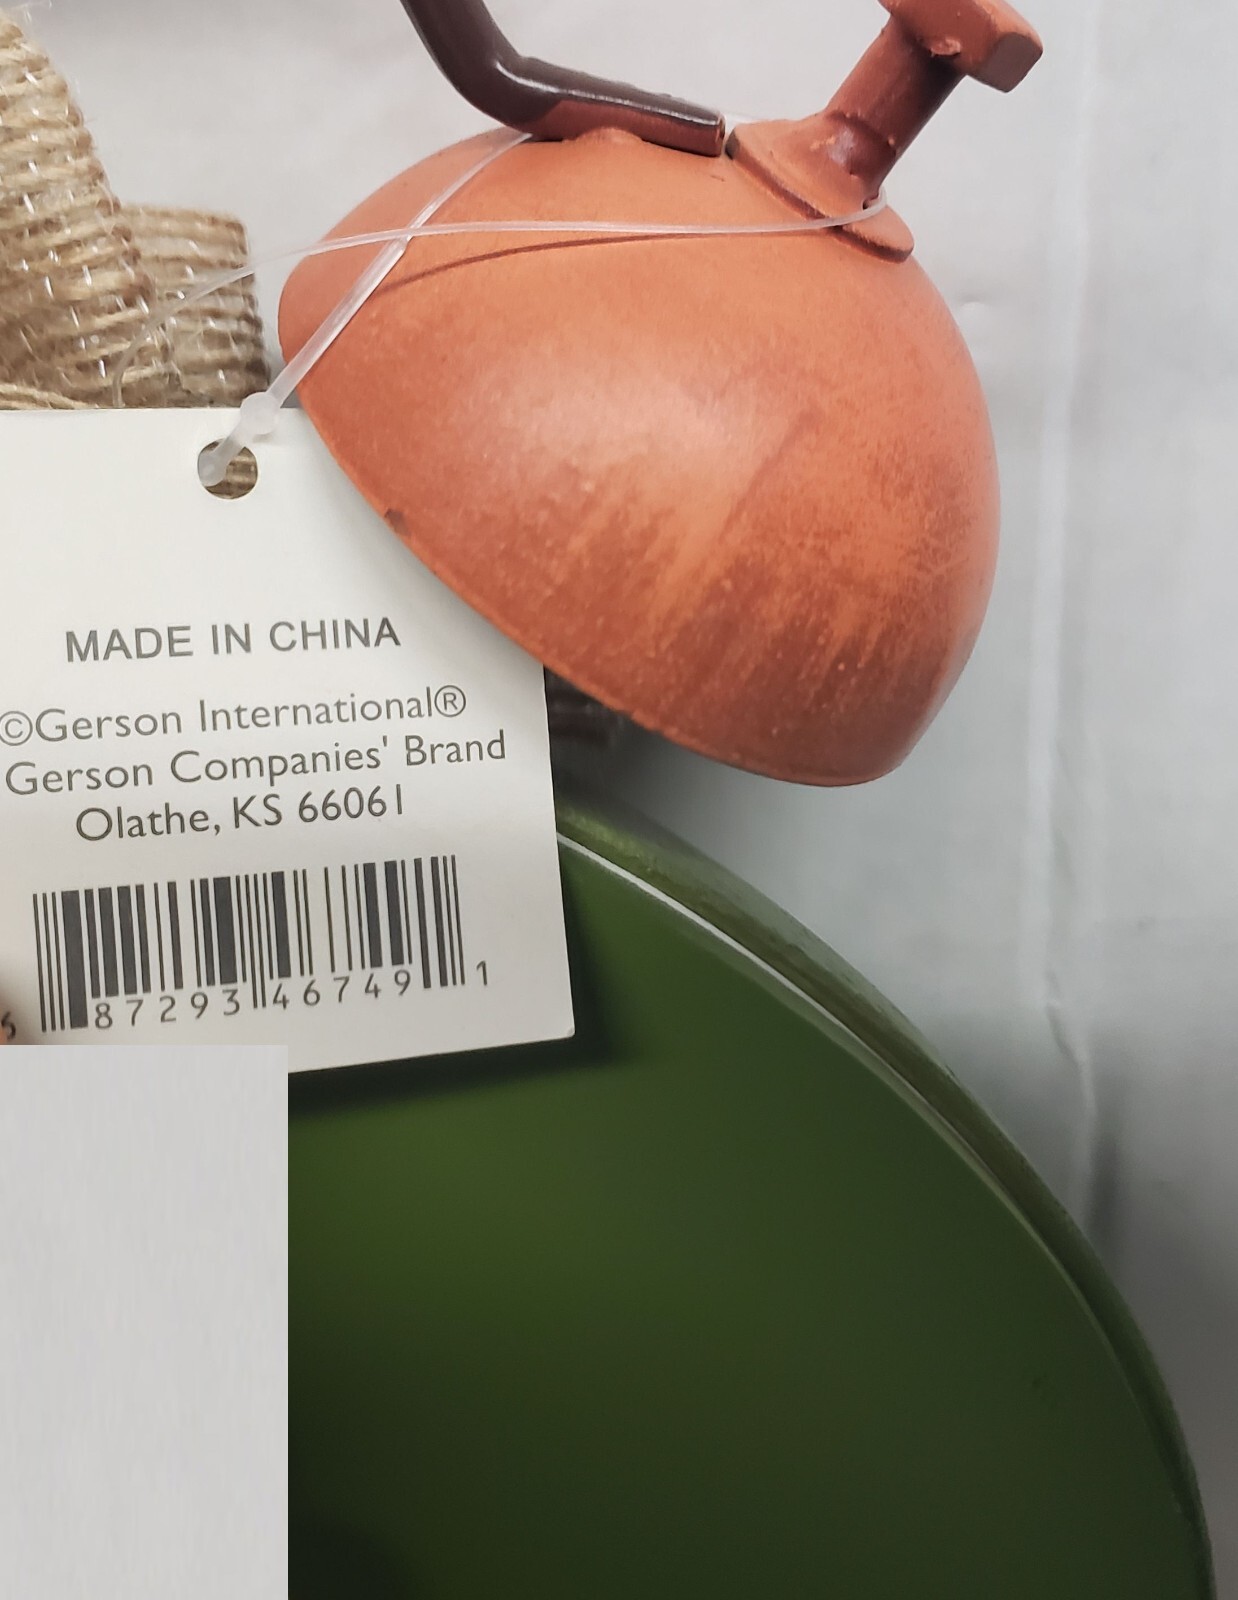 MADE IN CHINA
©Gerson International®
Gerson Companies' Brand
Olathe, KS 66061
87293 46749 1